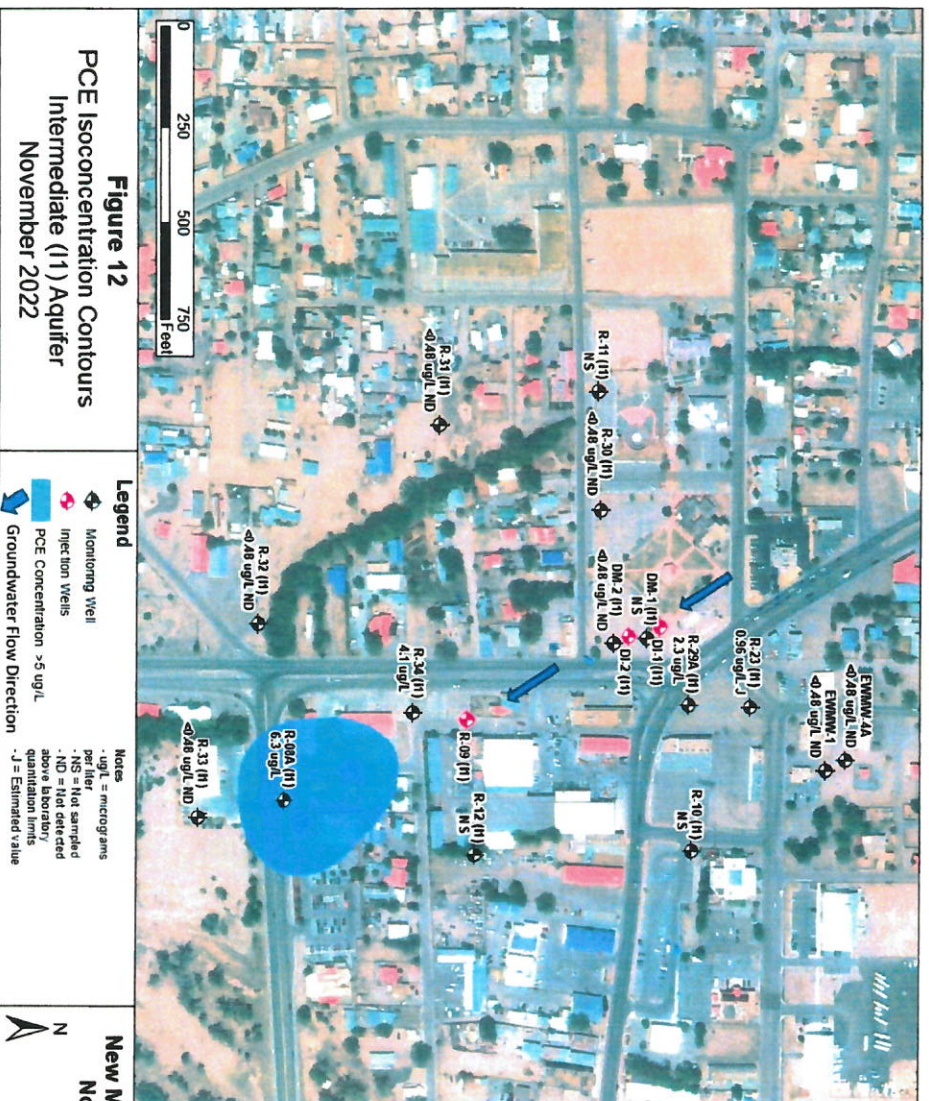 0
250
500
750
Feet
R-11 (I1)
NS
R-30 (I1)
<0.48 ug/L ND
R-31 (I1)
<0.48 ug/L ND
R-32 (I1)
<0.48 ug/L ND
DM-2 (I1)
<0.48 ug/L ND
DM-1 (I1)
NS
DI-1 (I1)
DI-2 (I1)
R-29A (I1)
2.3 ug/L
R-23 (I1)
0.96 ug/L J
EWMW-4A
<0.48 ug/L ND
EWMW-1
<0.48 ug/L ND
R-34 (I1)
4.1 ug/L
R-09 (I1)
R-12 (I1)
NS
R-10 (I1)
NS
R-08A (I1)
6.3 ug/L
R-33 (I1)
<0.48 ug/L ND
Figure 12
PCE Isoconcentration Contours
Intermediate (I1) Aquifer
November 2022
Legend
Monitoring Well
Injection Wells
PCE Concentration >5 ug/L
Groundwater Flow Direction
Notes
- ug/L = micrograms
per liter
- NS = Not sampled
- ND = Not detected
above laboratory
quantitation limits
- J = Estimated value
New M
No
N